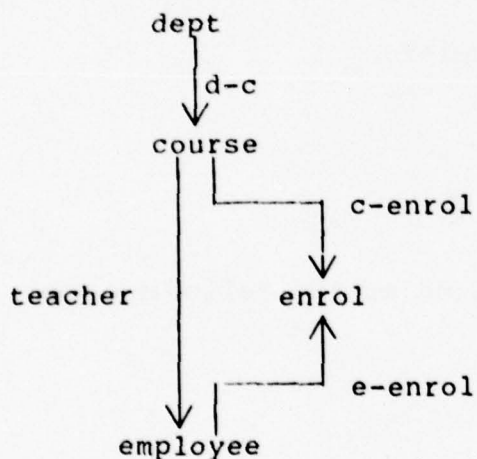 dept
d-c
course
c-enrol
teacher enrol
e-enrol
employee